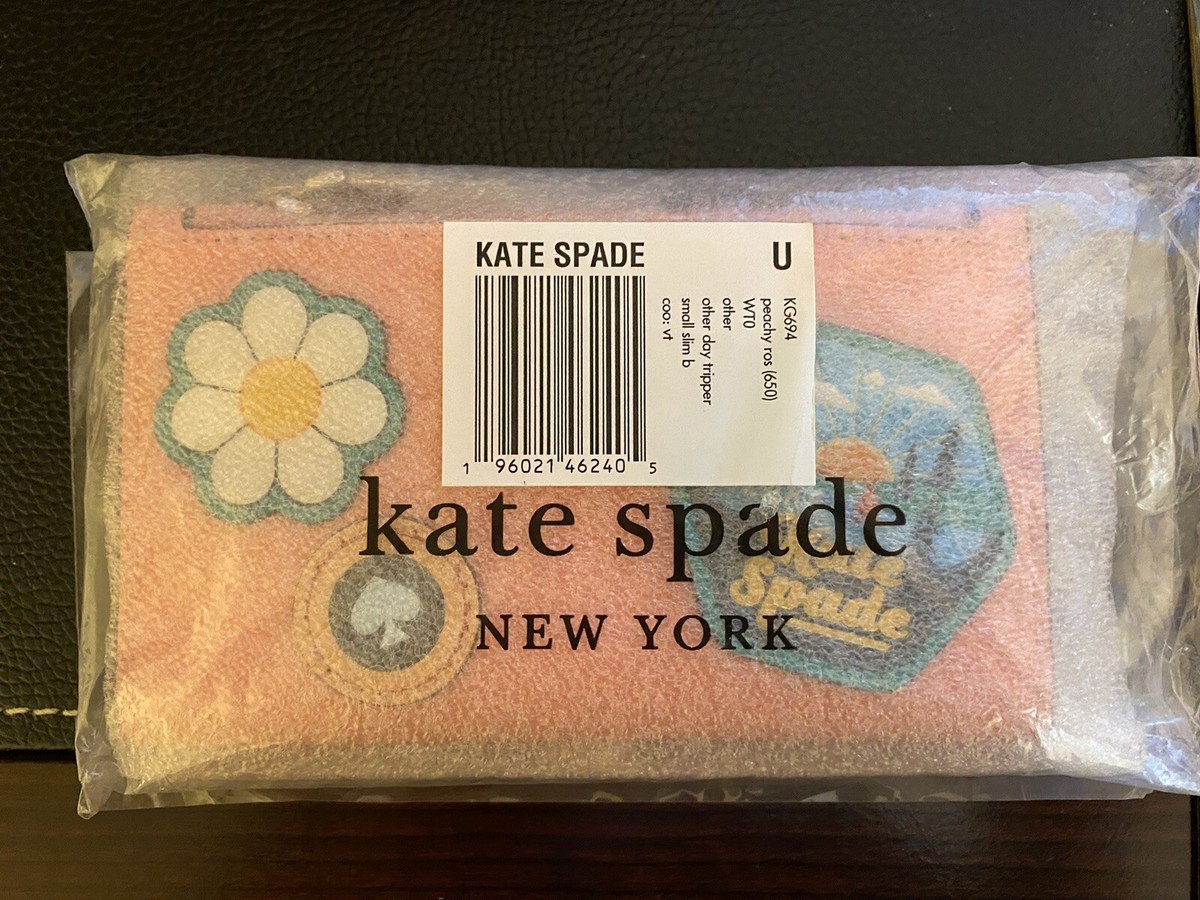 KATE SPADE
U
KG694
peachy ros (650)
WT0
other
other day tripper
small slim b
coo: vt
1 96021 46240 5
kate spade
NEW YORK
Kate
Spade